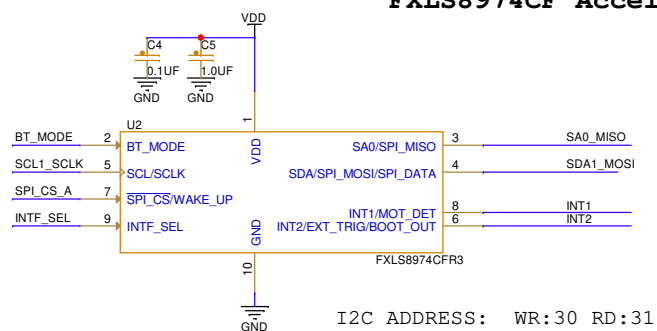 FXLS8974CF Accel
VDD
C4 C5
0.1UF 1.0UF
GND GND
U2
1
BT_MODE 2 BT_MODE VDD SA0/SPI_MISO 3 SA0_MISO
SCL1_SCLK 5 SCL/SCLK SDA/SPI_MOSI/SPI_DATA 4 SDA1_MOSI
SPI_CS_A 7 SPI_CS/WAKE_UP
INT1/MOT_DET 8 INT1
INTF_SEL 9 INTF_SEL GND INT2/EXT_TRIG/BOOT_OUT 6 INT2
10 FXLS8974CFR3
GND
I2C ADDRESS: WR:30 RD:31